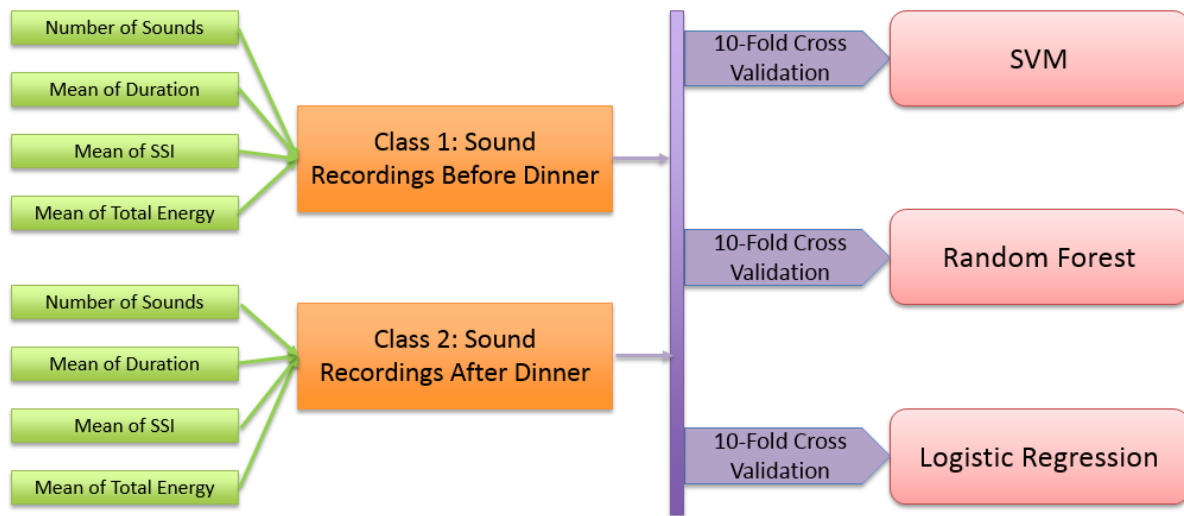 Number of Sounds
Mean of Duration
Mean of SSI
Mean of Total Energy
Class 1: Sound
Recordings Before Dinner
Number of Sounds
Mean of Duration
Mean of SSI
Mean of Total Energy
Class 2: Sound
Recordings After Dinner
10-Fold Cross
Validation
SVM
10-Fold Cross
Validation
Random Forest
10-Fold Cross
Validation
Logistic Regression